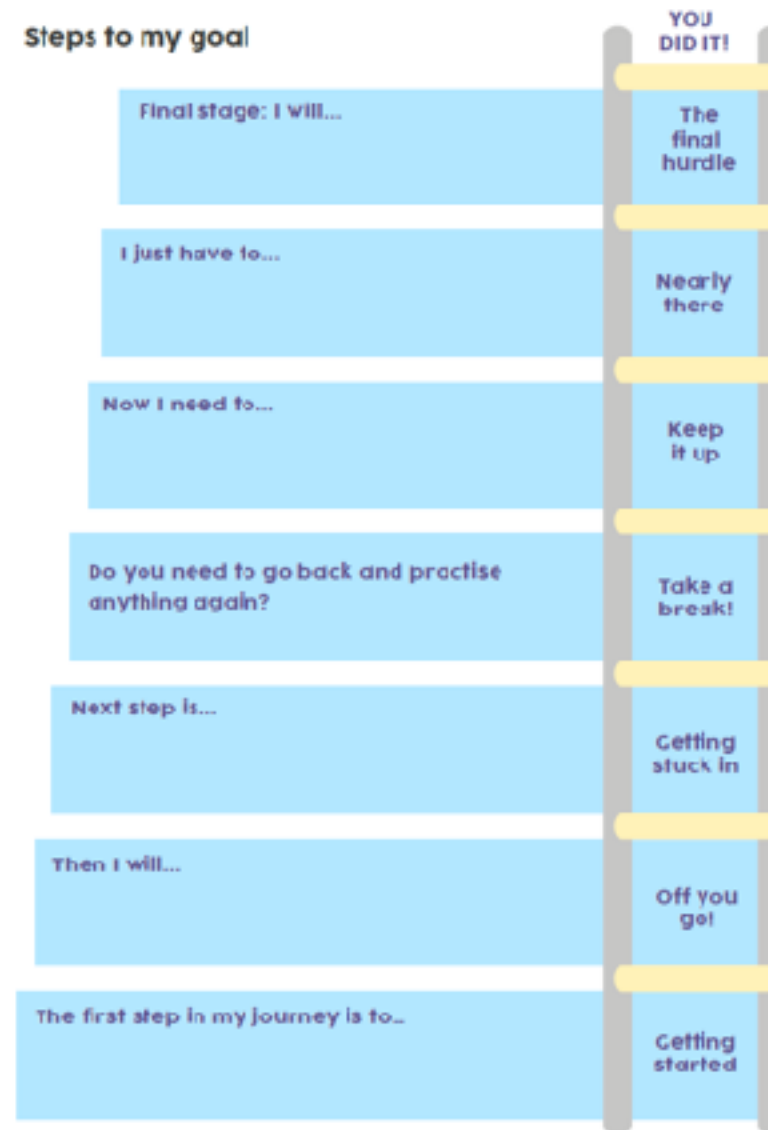 Steps to my goal
YOU
DID IT!
Final stage: I will...
The
final
hurdle
I just have to...
Nearly
there
Now I need to...
Keep
it up
Do you need to go back and practise
anything again?
Take a
break!
Next step is...
Getting
stuck in
Then I will...
Off you
go!
The first step in my journey is to...
Getting
started